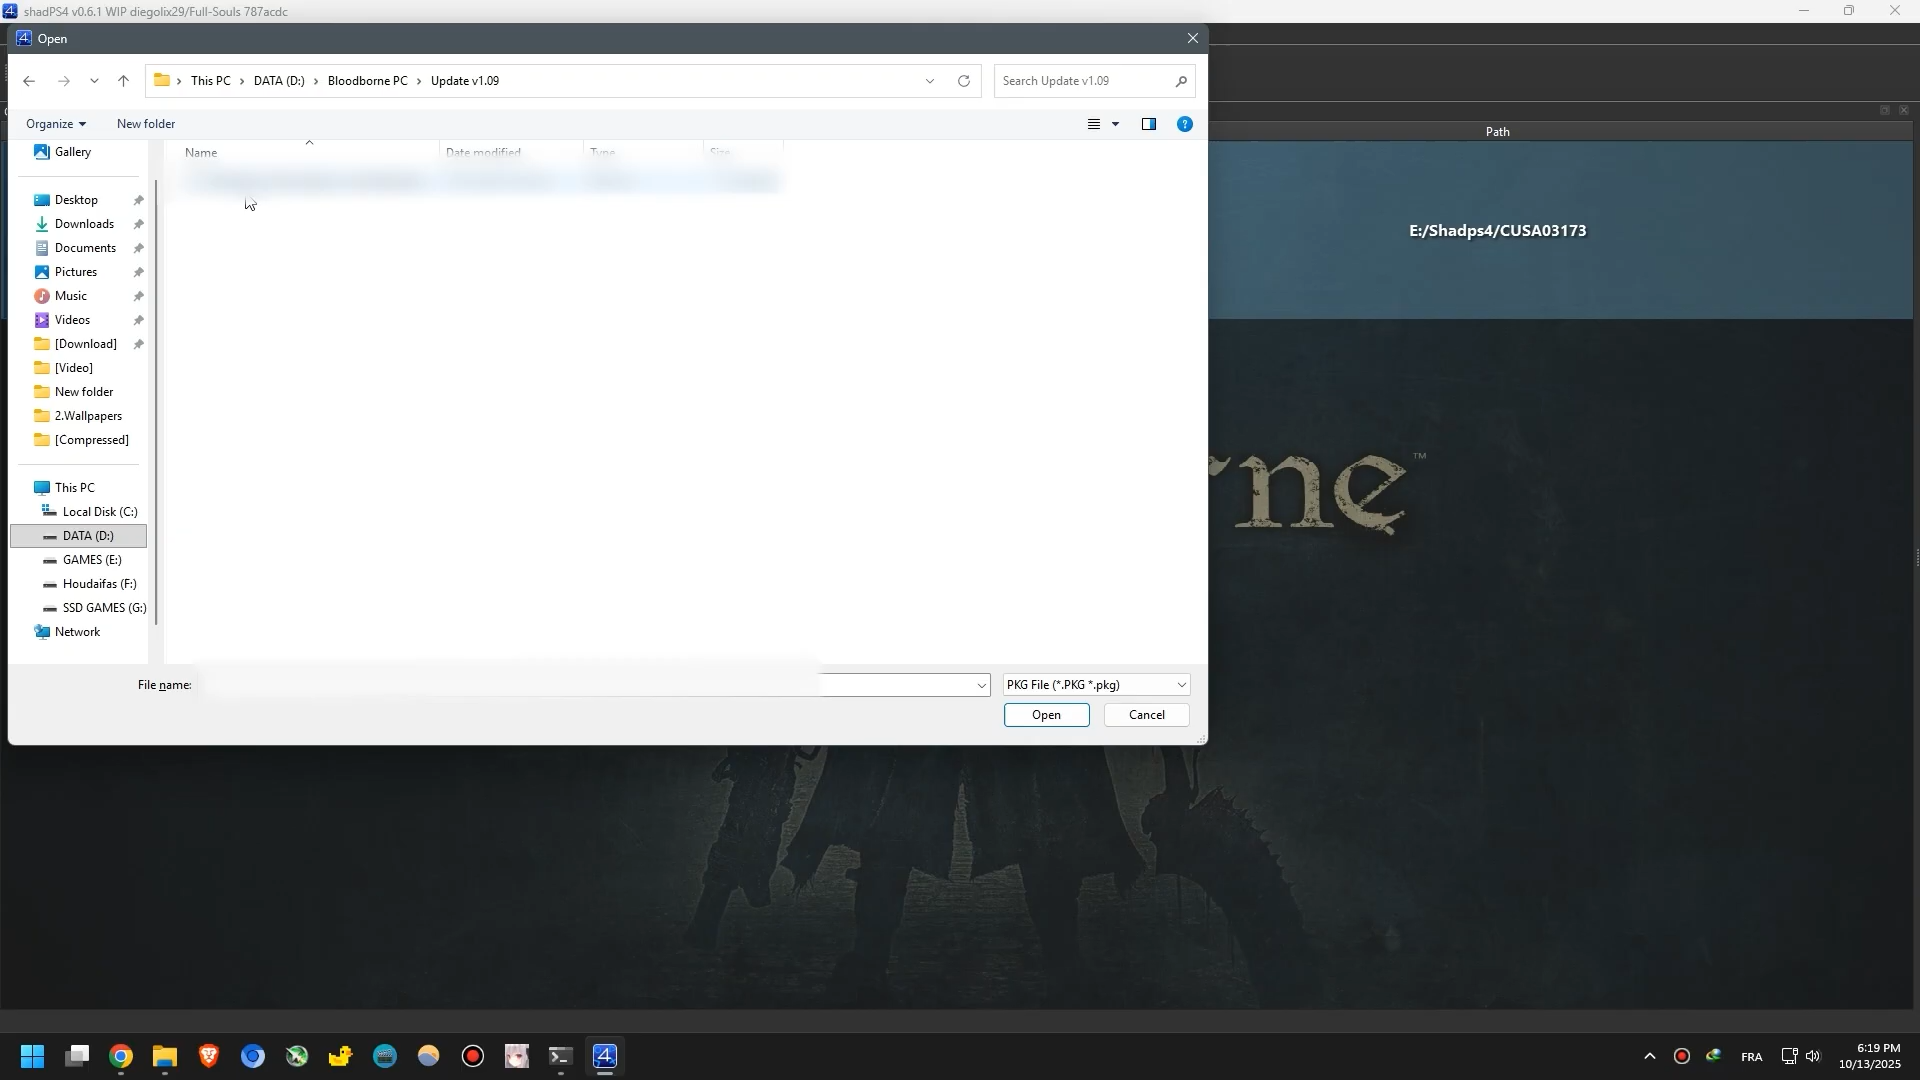 shadPS4 v0.6.1 WIP diegolix29/Full-Souls 787acdc
Open
This PC > DATA (D:) > Bloodborne PC > Update v1.09
Search Update v1.09
Organize
New folder
Name
Date modified
Type
Size
Gallery
Desktop
Downloads
Documents
Pictures
Music
Videos
[Download]
[Video]
New folder
2.Wallpapers
[Compressed]
This PC
Local Disk (C:)
DATA (D:)
GAMES (E:)
Houdaifas (F:)
SSD GAMES (G:)
Network
File name:
PKG File (*.PKG *.pkg)
Open
Cancel
Path
E:/Shadps4/CUSA03173
rne™
FRA
6:19 PM
10/13/2025